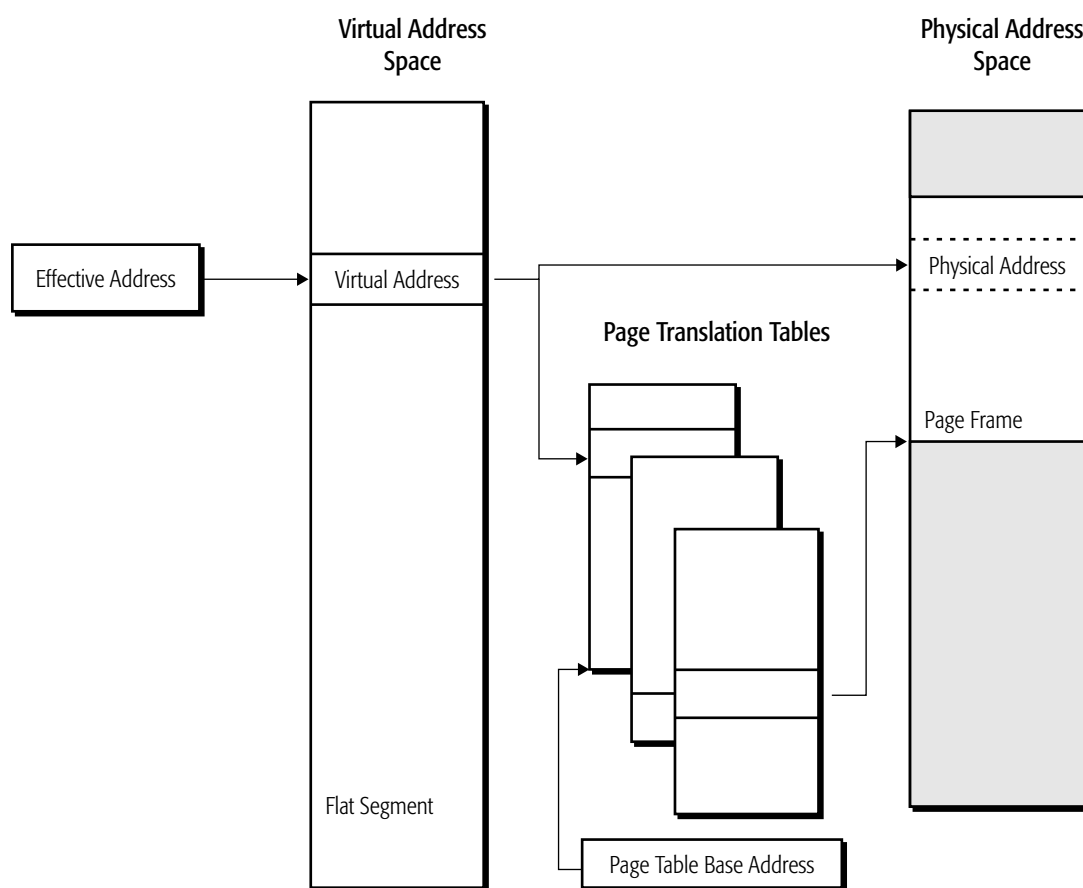 Virtual Address
Space
Physical Address
Space
Effective Address
Virtual Address
Physical Address
Page Translation Tables
Page Frame
Flat Segment
Page Table Base Address